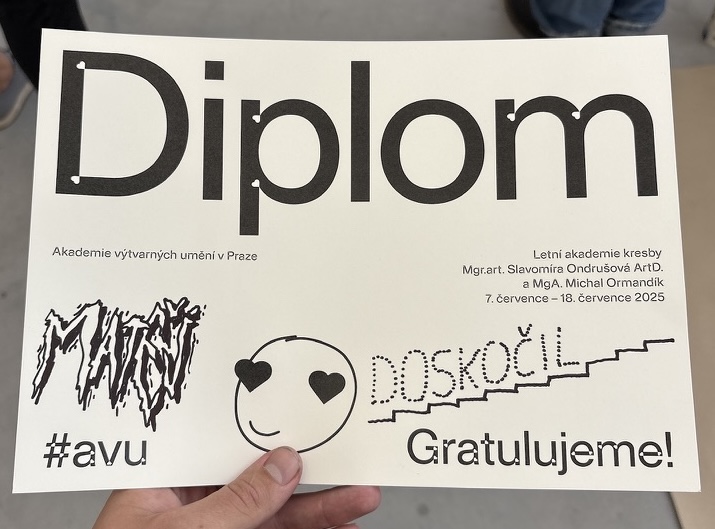 Diplom
Akademie výtvarných umění v Praze
Letní akademie kresby
Mgr.art. Slavomíra Ondrušová ArtD.
a MgA. Michal Ormandík
7. července – 18. července 2025
MATĚJ
DOSKOČIL
#avu
Gratulujeme!